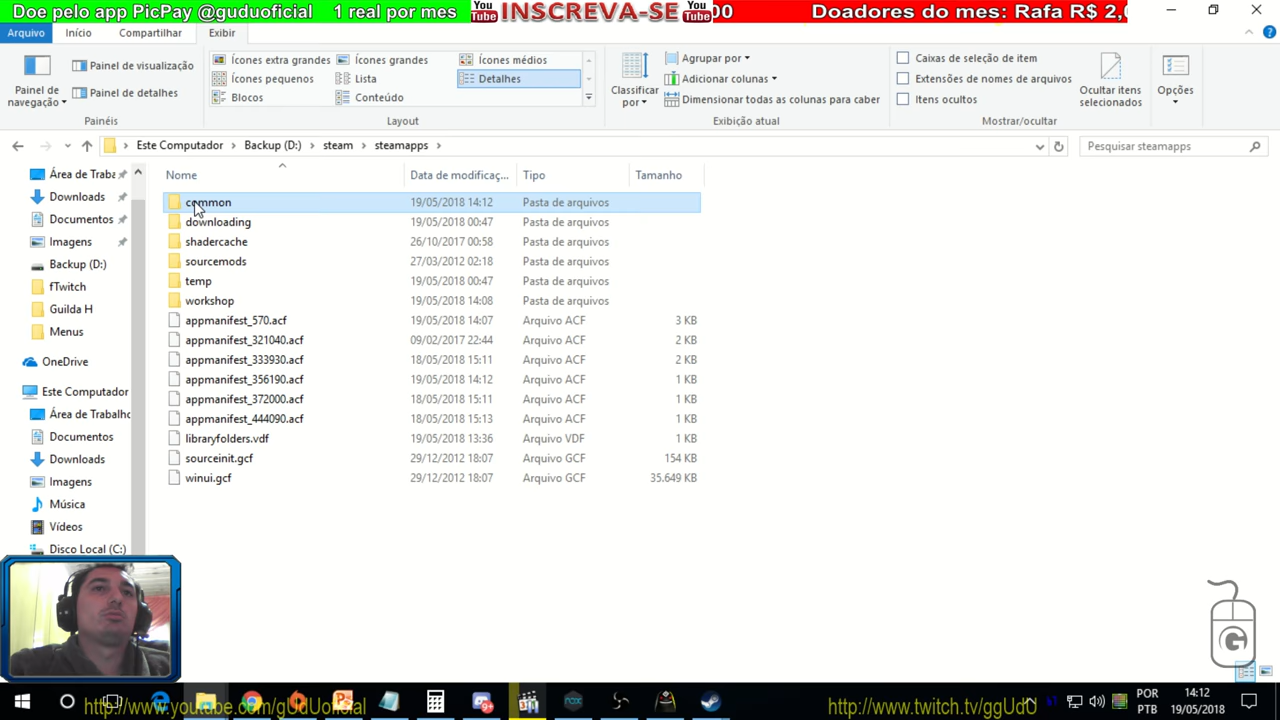 Doe pelo app PicPay @guduoficial 1 real por mes You Tube INSCREVA-SE You Tube 00 Doadores do mes: Rafa R$ 2,
Arquivo Início Compartilhar Exibir
Painel de navegação
Painel de visualização
Painel de detalhes
Painéis
Ícones extra grandes Ícones grandes Ícones médios
Ícones pequenos Lista Detalhes
Blocos Conteúdo
Layout
Classificar por
Agrupar por
Adicionar colunas
Dimensionar todas as colunas para caber
Exibição atual
Caixas de seleção de item
Extensões de nomes de arquivos
Itens ocultos
Ocultar itens selecionados
Mostrar/ocultar
Opções
Este Computador > Backup (D:) > steam > steamapps >
Pesquisar steamapps
Nome Data de modificaç... Tipo Tamanho
common 19/05/2018 14:12 Pasta de arquivos
downloading 19/05/2018 00:47 Pasta de arquivos
shadercache 26/10/2017 00:58 Pasta de arquivos
sourcemods 27/03/2012 02:18 Pasta de arquivos
temp 19/05/2018 00:47 Pasta de arquivos
workshop 19/05/2018 14:08 Pasta de arquivos
appmanifest_570.acf 19/05/2018 14:07 Arquivo ACF 3 KB
appmanifest_321040.acf 09/02/2017 22:44 Arquivo ACF 2 KB
appmanifest_333930.acf 18/05/2018 15:11 Arquivo ACF 2 KB
appmanifest_356190.acf 19/05/2018 14:12 Arquivo ACF 1 KB
appmanifest_372000.acf 18/05/2018 15:11 Arquivo ACF 1 KB
appmanifest_444090.acf 18/05/2018 15:13 Arquivo ACF 1 KB
libraryfolders.vdf 19/05/2018 13:36 Arquivo VDF 1 KB
sourceinit.gcf 29/12/2012 18:07 Arquivo GCF 154 KB
winui.gcf 29/12/2012 18:07 Arquivo GCF 35.649 KB
Área de Traba
Downloads
Documentos
Imagens
Backup (D:)
fTwitch
Guilda H
Menus
OneDrive
Este Computador
Área de Trabalho
Documentos
Downloads
Imagens
Música
Vídeos
Disco Local (C:)
G
http://www.youtube.com/gUdUoficial
http://www.twitch.tv/ggUdU
POR
PTB
14:12
19/05/2018